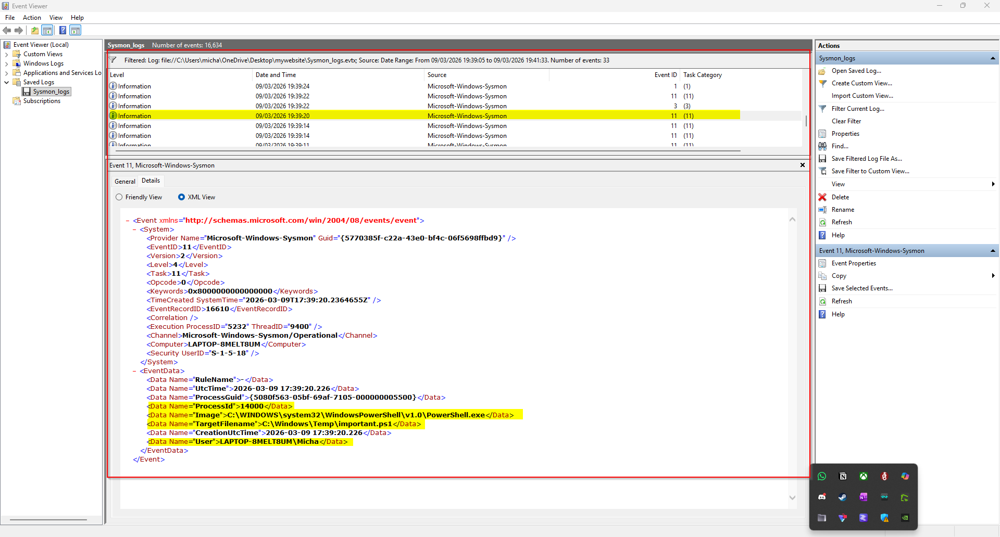 Event Viewer
File Action View Help
Event Viewer (Local)
Custom Views
Windows Logs
Applications and Services Lo
Saved Logs
Sysmon_logs
Subscriptions
Sysmon_logs Number of events: 16,634
Filtered: Log: file://C:\Users\micha\OneDrive\Desktop\mywebsite\Sysmon_logs.evtx; Source: Date Range: From 09/03/2026 19:39:05 to 09/03/2026 19:41:33. Number of events: 33
Level Date and Time Source Event ID Task Category
Information 09/03/2026 19:39:24 Microsoft-Windows-Sysmon 1 (1)
Information 09/03/2026 19:39:22 Microsoft-Windows-Sysmon 11 (11)
Information 09/03/2026 19:39:22 Microsoft-Windows-Sysmon 3 (3)
Information 09/03/2026 19:39:20 Microsoft-Windows-Sysmon 11 (11)
Information 09/03/2026 19:39:14 Microsoft-Windows-Sysmon 11 (11)
Information 09/03/2026 19:39:14 Microsoft-Windows-Sysmon 11 (11)
Information 09/03/2026 19:39:11 Microsoft-Windows-Sysmon 11 (11)
Event 11, Microsoft-Windows-Sysmon
General Details
Friendly View XML View
- <Event xmlns="http://schemas.microsoft.com/win/2004/08/events/event">
- <System>
<Provider Name="Microsoft-Windows-Sysmon" Guid="{5770385f-c22a-43e0-bf4c-06f5698ffbd9}" />
<EventID>11</EventID>
<Version>2</Version>
<Level>4</Level>
<Task>11</Task>
<Opcode>0</Opcode>
<Keywords>0x8000000000000000</Keywords>
<TimeCreated SystemTime="2026-03-09T17:39:20.2364655Z" />
<EventRecordID>16610</EventRecordID>
<Correlation />
<Execution ProcessID="5232" ThreadID="9400" />
<Channel>Microsoft-Windows-Sysmon/Operational</Channel>
<Computer>LAPTOP-8MELT8UM</Computer>
<Security UserID="S-1-5-18" />
</System>
- <EventData>
<Data Name="RuleName">-</Data>
<Data Name="UtcTime">2026-03-09 17:39:20.226</Data>
<Data Name="ProcessGuid">{5080f563-05bf-69af-7105-000000005500}</Data>
<Data Name="ProcessId">14000</Data>
<Data Name="Image">C:\WINDOWS\system32\WindowsPowerShell\v1.0\PowerShell.exe</Data>
<Data Name="TargetFilename">C:\Windows\Temp\important.ps1</Data>
<Data Name="CreationUtcTime">2026-03-09 17:39:20.226</Data>
<Data Name="User">LAPTOP-8MELT8UM\Micha</Data>
</EventData>
</Event>
Actions
Sysmon_logs
Open Saved Log...
Create Custom View...
Import Custom View...
Filter Current Log...
Clear Filter
Properties
Find...
Save Filtered Log File As...
Save Filter to Custom View...
View
Delete
Rename
Refresh
Help
Event 11, Microsoft-Windows-Sysmon
Event Properties
Copy
Save Selected Events...
Refresh
Help